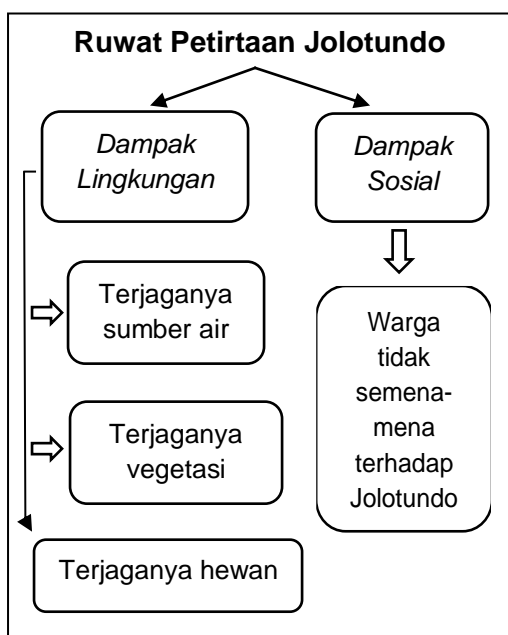 Ruwat Petirtaan Jolotundo
Dampak
Lingkungan
Dampak
Sosial
Terjaganya
sumber air
Terjaganya
vegetasi
Terjaganya hewan
Warga
tidak
semena-
mena
terhadap
Jolotundo